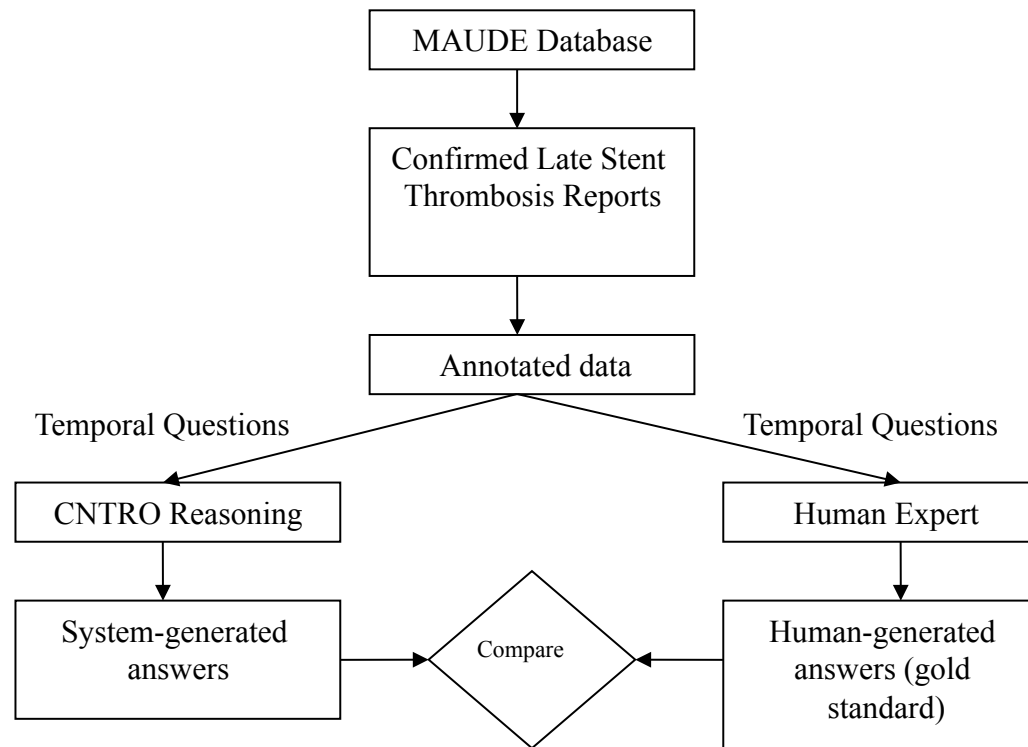 MAUDE Database
Confirmed Late Stent
Thrombosis Reports
Annotated data
Temporal Questions
Temporal Questions
CNTRO Reasoning
Human Expert
System-generated
answers
Compare
Human-generated
answers (gold
standard)